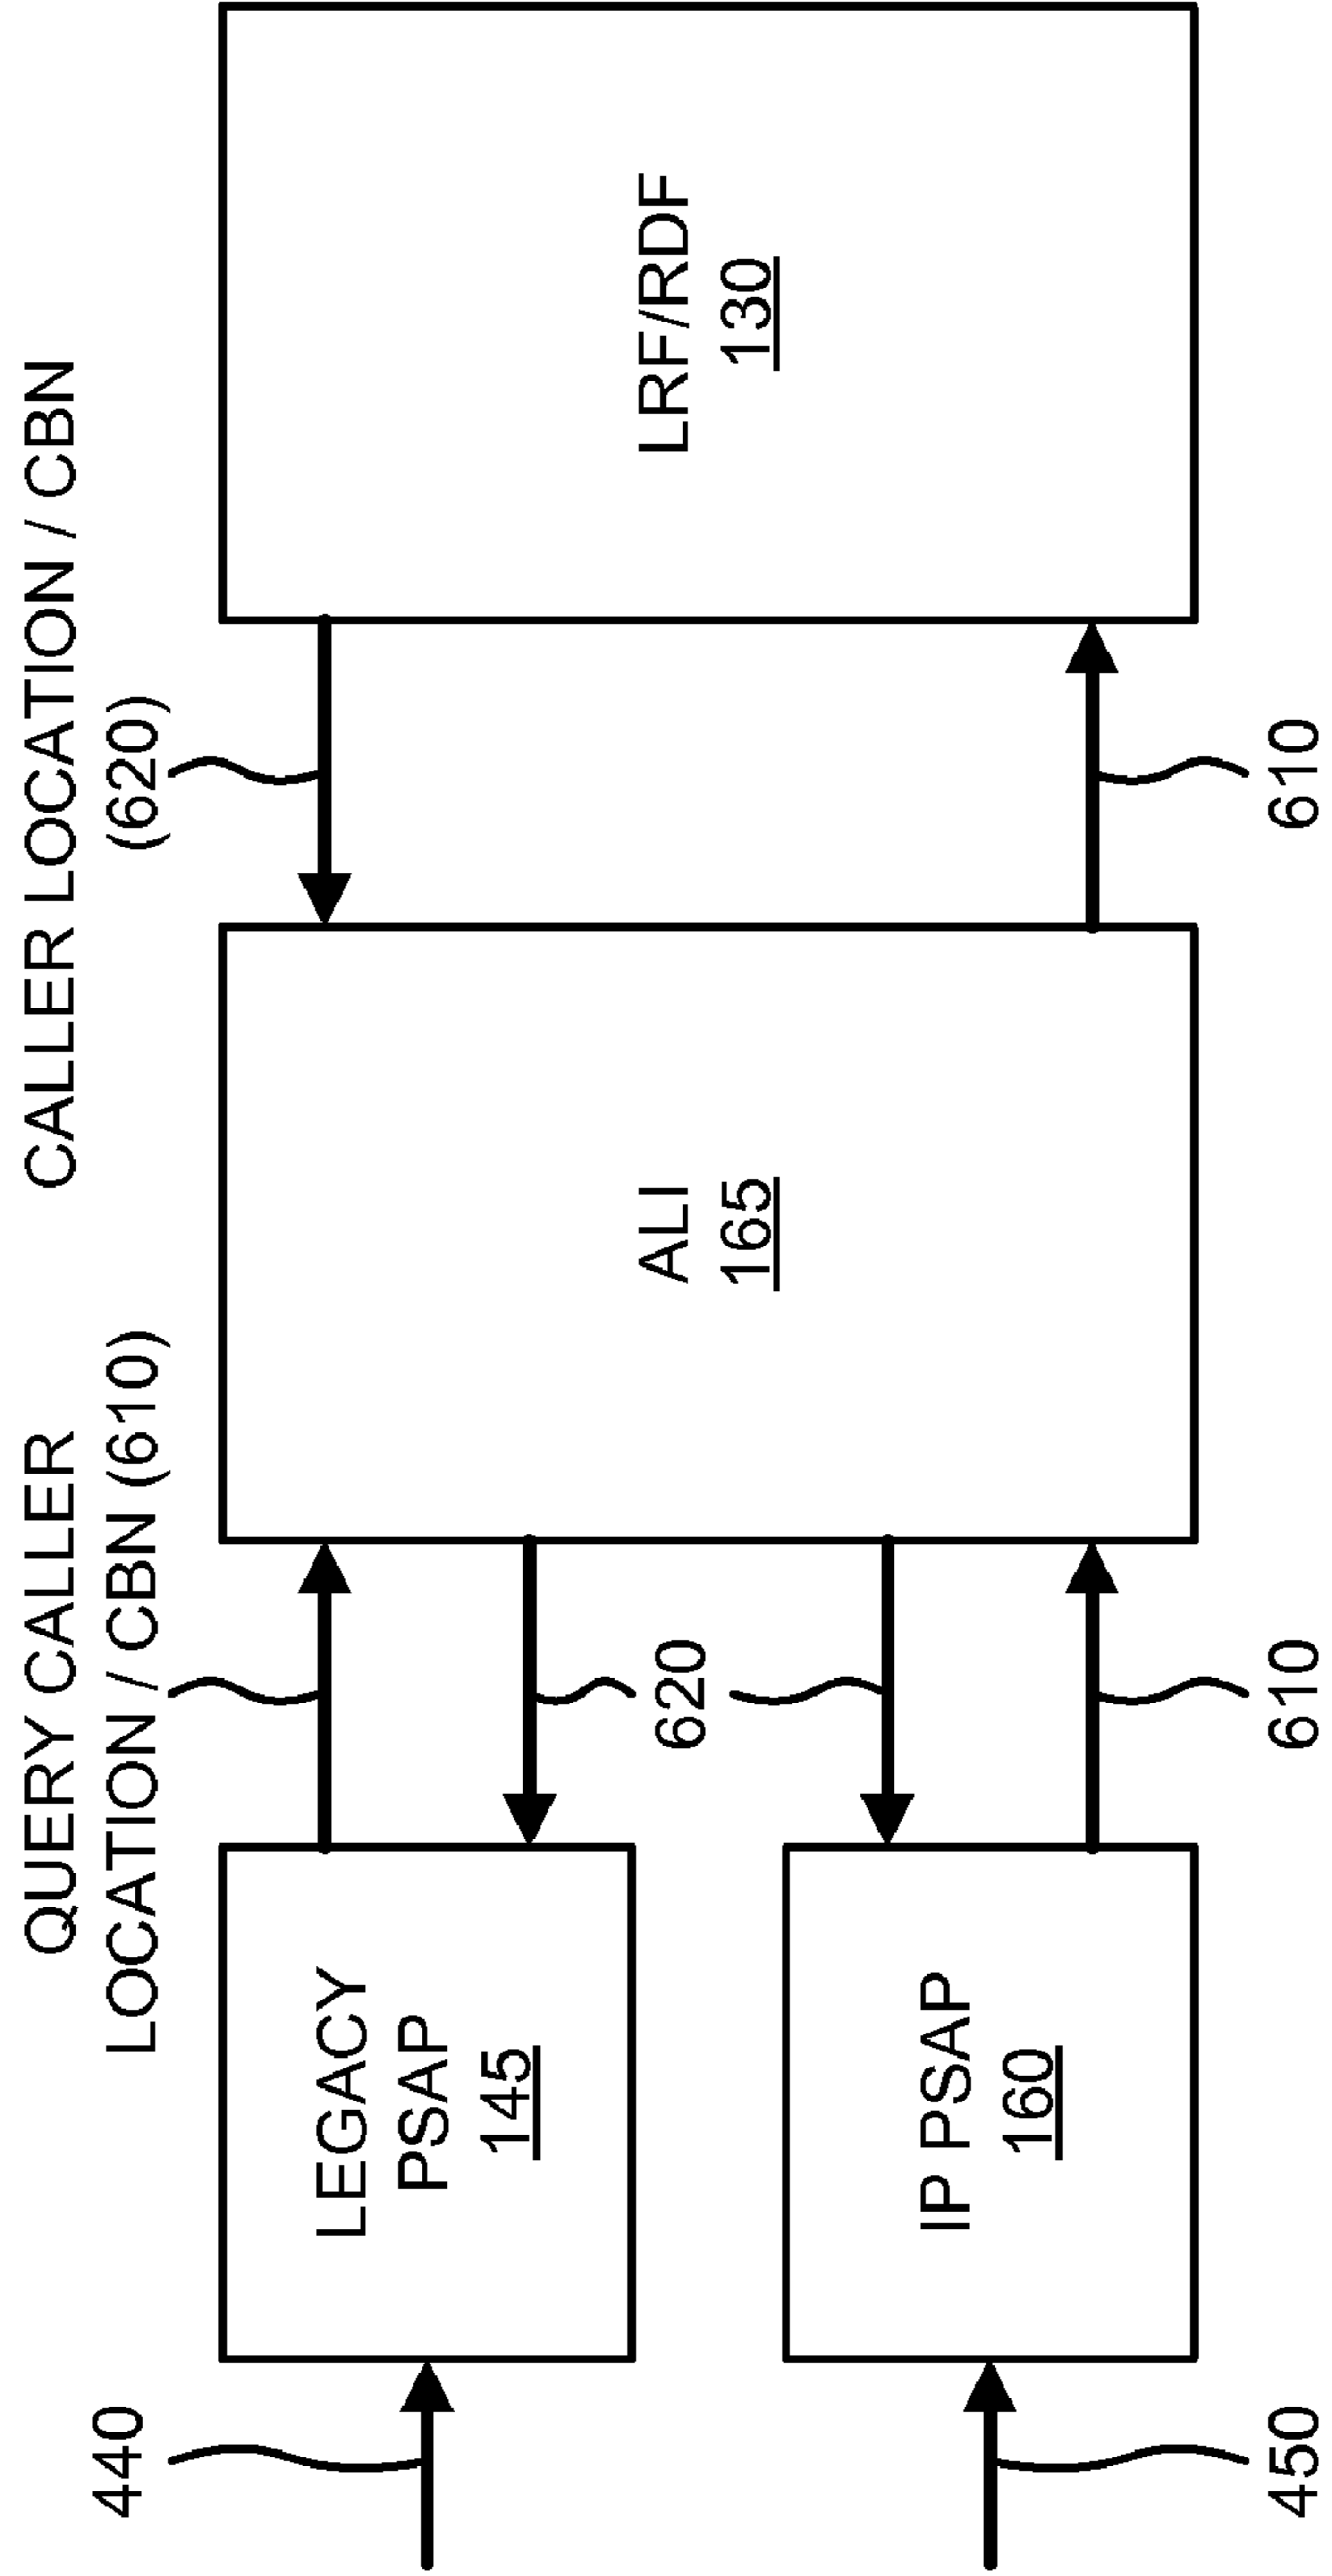 QUERY CALLER
LOCATION / CBN (610)
CALLER LOCATION / CBN
(620)
440
LEGACY
PSAP
145
620
ALI
165
LRF/RDF
130
IP PSAP
160
450
610
610